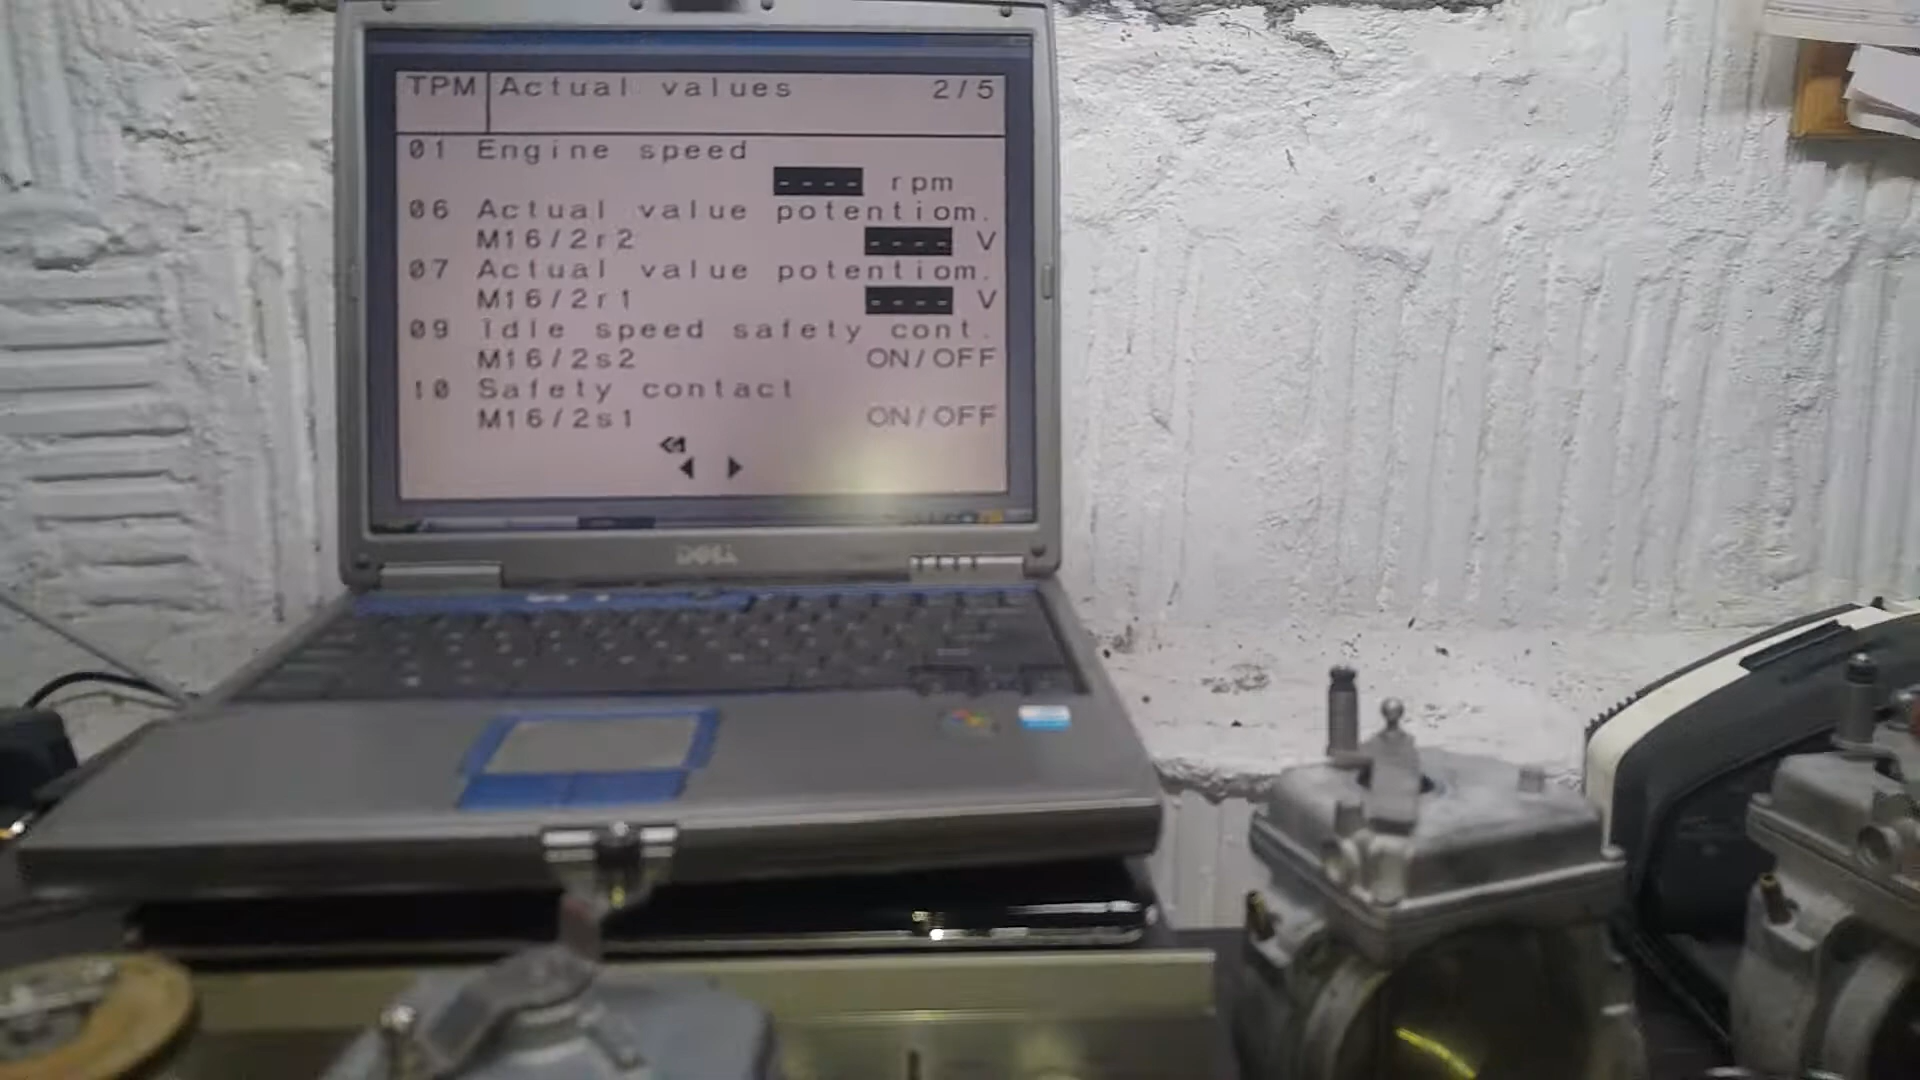 TPM Actual values 2/5
01 Engine speed
---- rpm
06 Actual value potentiom.
M16/2r2 ---- V
07 Actual value potentiom.
M16/2r1 ---- V
09 Idle speed safety cont.
M16/2s2 ON/OFF
10 Safety contact
M16/2s1 ON/OFF
DELL